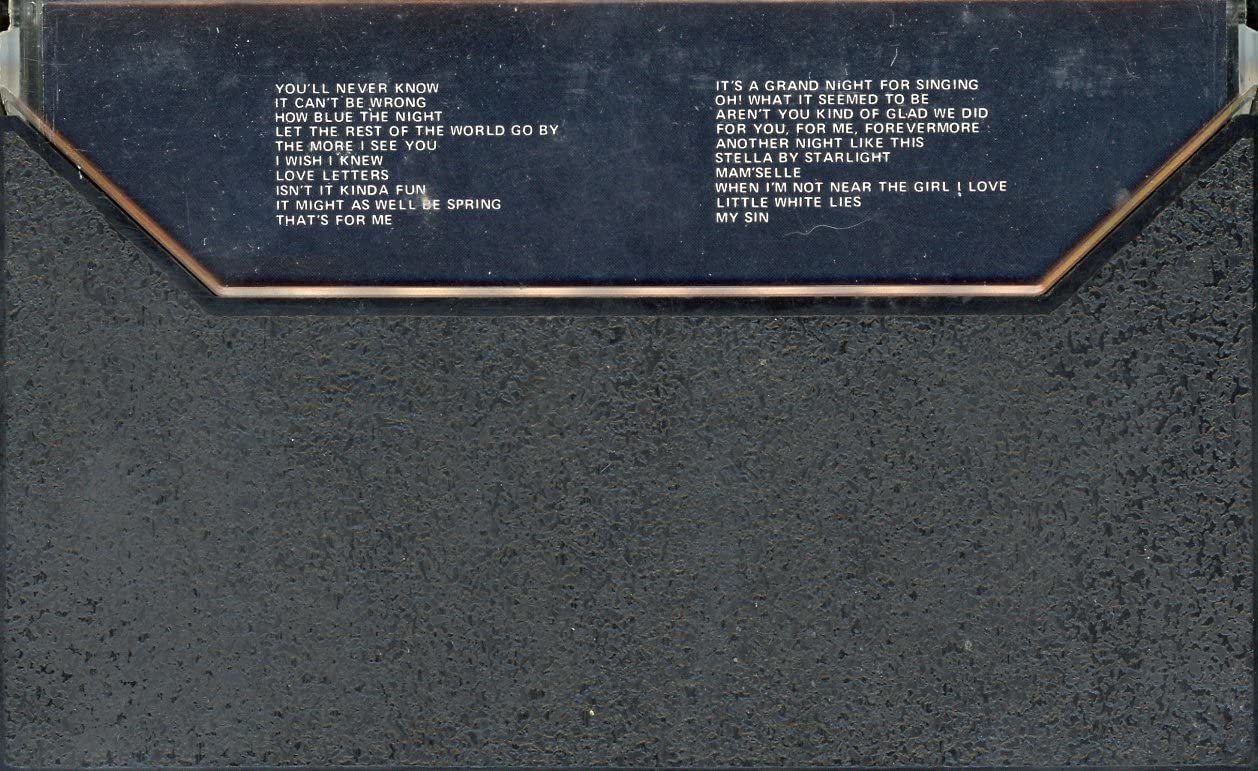 YOU'LL NEVER KNOW
IT CAN'T BE WRONG
HOW BLUE THE NIGHT
LET THE REST OF THE WORLD GO BY
THE MORE I SEE YOU
I WISH I KNEW
LOVE LETTERS
ISN'T IT KINDA FUN
IT MIGHT AS WELL BE SPRING
THAT'S FOR ME
IT'S A GRAND NIGHT FOR SINGING
OH! WHAT IT SEEMED TO BE
AREN'T YOU KIND OF GLAD WE DID
FOR YOU, FOR ME, FOREVERMORE
ANOTHER NIGHT LIKE THIS
STELLA BY STARLIGHT
MAM'SELLE
WHEN I'M NOT NEAR THE GIRL I LOVE
LITTLE WHITE LIES
MY SIN